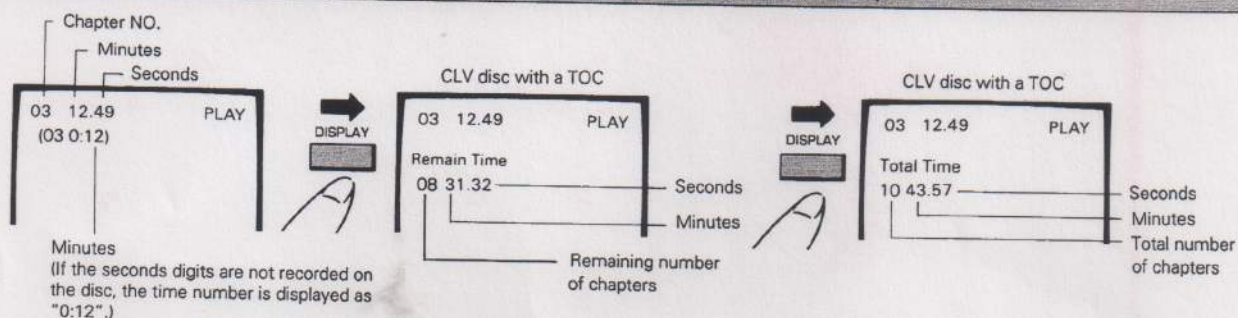 Chapter NO.
Minutes
Seconds
03 12.49 PLAY
(03 0:12)
Minutes
(If the seconds digits are not recorded on
the disc, the time number is displayed as
"0:12".)
DISPLAY
CLV disc with a TOC
03 12.49 PLAY
Remain Time
08 31.32
Seconds
Minutes
Remaining number
of chapters
DISPLAY
CLV disc with a TOC
03 12.49 PLAY
Total Time
10 43.57
Seconds
Minutes
Total number
of chapters